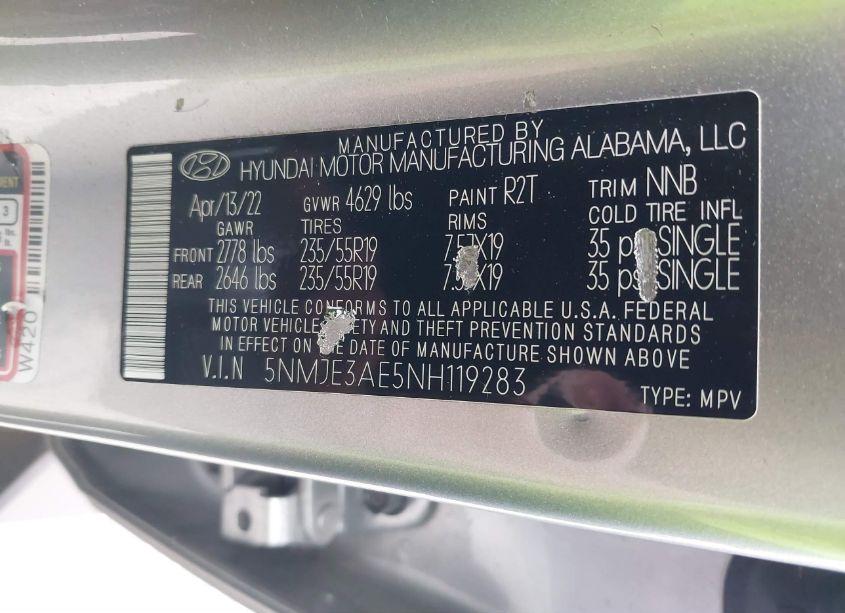 MANUFACTURED BY
HYUNDAI MOTOR MANUFACTURING ALABAMA, LLC
Apr/13/22 GVWR 4629 lbs PAINT R2T TRIM NNB
GAWR TIRES RIMS COLD TIRE INFL
FRONT 2778 lbs 235/55R19 35 SINGLE
REAR 2646 lbs 235/55R19 35 SINGLE
THIS VEHICLE CONFORMS TO ALL APPLICABLE U.S.A. FEDERAL
MOTOR VEHICLE AND THEFT PREVENTION STANDARDS
IN EFFECT ON THE DATE OF MANUFACTURE SHOWN ABOVE
V.I.N 5NMJE3AE5NH119283
TYPE: MPV
W420
3